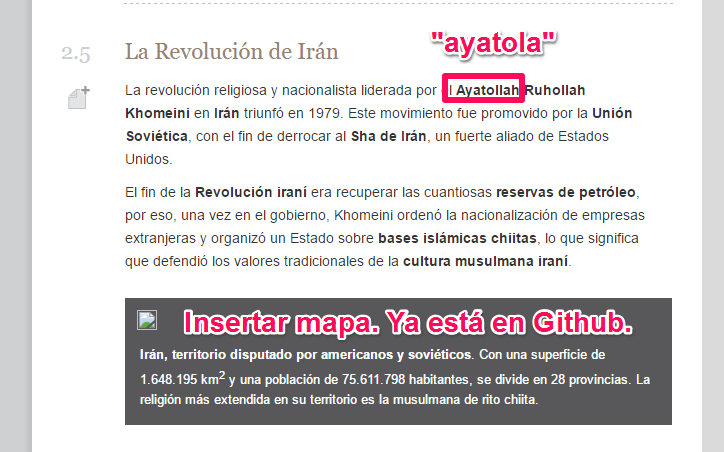 "ayatola"
2.5 La Revolución de Irán
La revolución religiosa y nacionalista liderada por el Ayatollah Ruhollah
Khomeini en Irán triunfó en 1979. Este movimiento fue promovido por la Unión
Soviética, con el fin de derrocar al Sha de Irán, un fuerte aliado de Estados
Unidos.
El fin de la Revolución iraní era recuperar las cuantiosas reservas de petróleo,
por eso, una vez en el gobierno, Khomeini ordenó la nacionalización de empresas
extranjeras y organizó un Estado sobre bases islámicas chiitas, lo que significa
que defendió los valores tradicionales de la cultura musulmana iraní.
Insertar mapa. Ya está en Github.
Irán, territorio disputado por americanos y soviéticos. Con una superficie de
1.648.195 km2 y una población de 75.611.798 habitantes, se divide en 28 provincias. La
religión más extendida en su territorio es la musulmana de rito chiita.